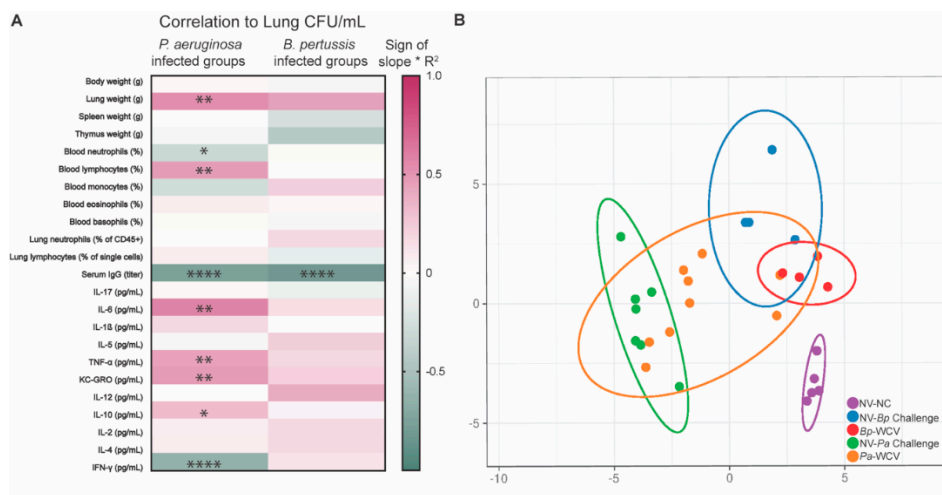 A
Correlation to Lung CFU/mL
P. aeruginosa
infected groups
B. pertussis
infected groups
Sign of
slope * R²
Body weight (g)
Lung weight (g)
**
Spleen weight (g)
Thymus weight (g)
Blood neutrophils (%)
*
Blood lymphocytes (%)
**
Blood monocytes (%)
Blood eosinophils (%)
Blood basophils (%)
Lung neutrophils (% of CD45+)
Lung lymphocytes (% of single cells)
Serum IgG (titer)
**** ****
IL-17 (pg/mL)
IL-6 (pg/mL)
**
IL-1ß (pg/mL)
IL-5 (pg/mL)
TNF-α (pg/mL)
**
KC-GRO (pg/mL)
**
IL-12 (pg/mL)
IL-10 (pg/mL)
*
IL-2 (pg/mL)
IL-4 (pg/mL)
IFN-γ (pg/mL)
****
1.0
0.5
0
-0.5
B
5
0
-5
-10 -5 0 5
NV-NC
NV-Bp Challenge
Bp-WCV
NV-Pa Challenge
Pa-WCV